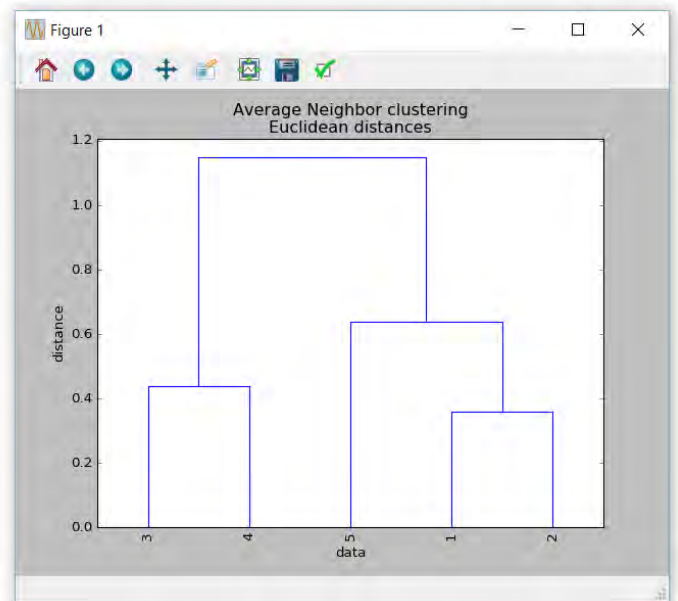 Figure 1
Average Neighbor clustering
Euclidean distances
1.2
1.0
0.8
0.6
0.4
0.2
0.0
distance
3 4 5 1 2
data